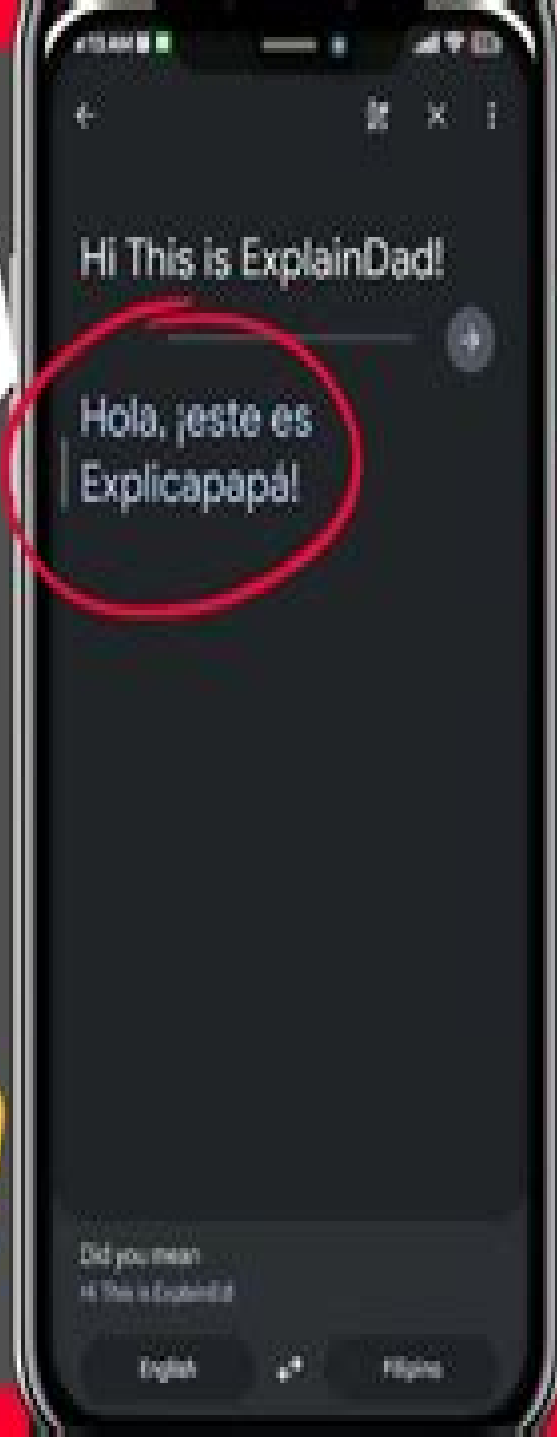 Hi This is ExplainDad!
Hola, ¡este es
Explicapapá!
Did you mean
English
Filipino